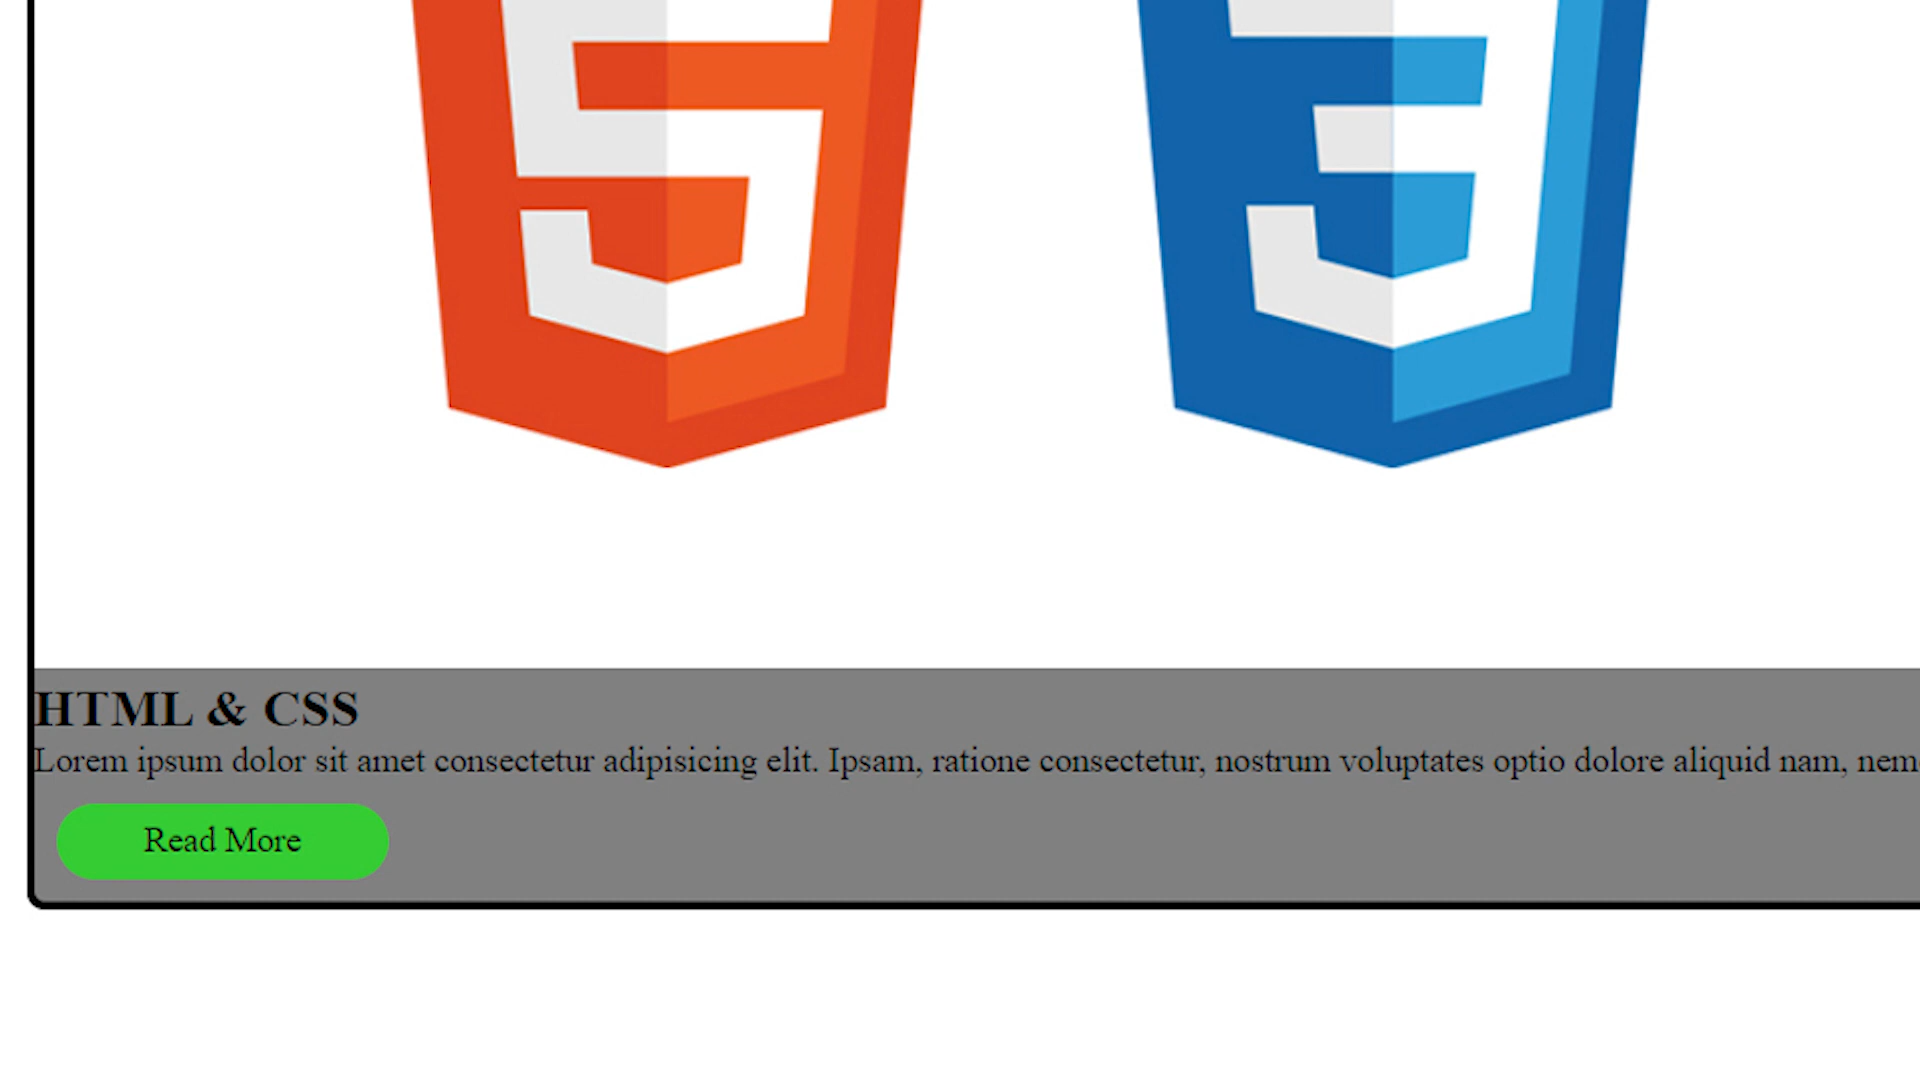 HTML & CSS
Lorem ipsum dolor sit amet consectetur adipisicing elit. Ipsam, ratione consectetur, nostrum voluptates optio dolore aliquid nam,
Read More